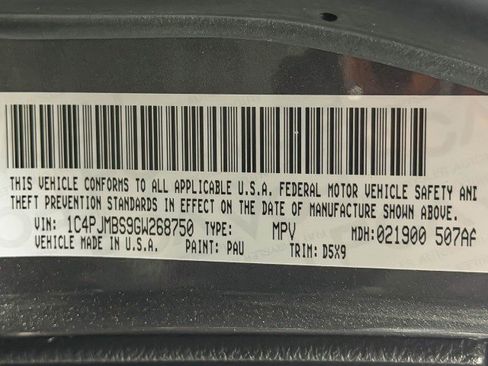 THIS VEHICLE CONFORMS TO ALL APPLICABLE U.S.A. FEDERAL MOTOR VEHICLE SAFETY AND
THEFT PREVENTION STANDARDS IN EFFECT ON THE DATE OF MANUFACTURE SHOWN ABOVE.
VIN: 1C4PJMBS9GW268750 TYPE: MPV MDH: 021900 507AF
VEHICLE MADE IN U.S.A. PAINT: PAU TRIM: D5X9